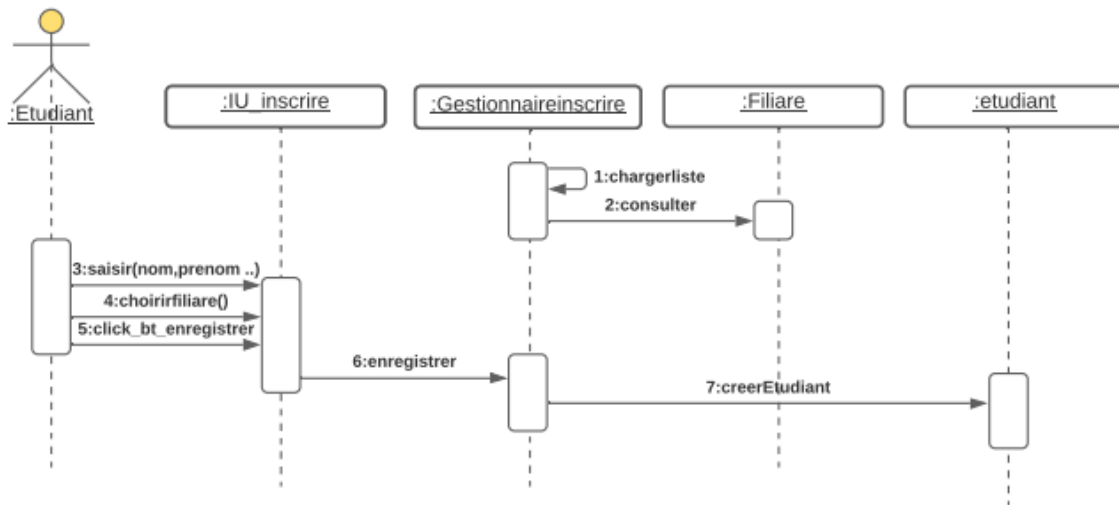 :Etudiant
:IU_inscrire
:Gestionnaireinscrire
:Filiare
:etudiant
1:chargerliste
2:consulter
3:saisir(nom,prenom ..)
4:choirirfiliare()
5:click_bt_enregistrer
6:enregistrer
7:creerEtudiant